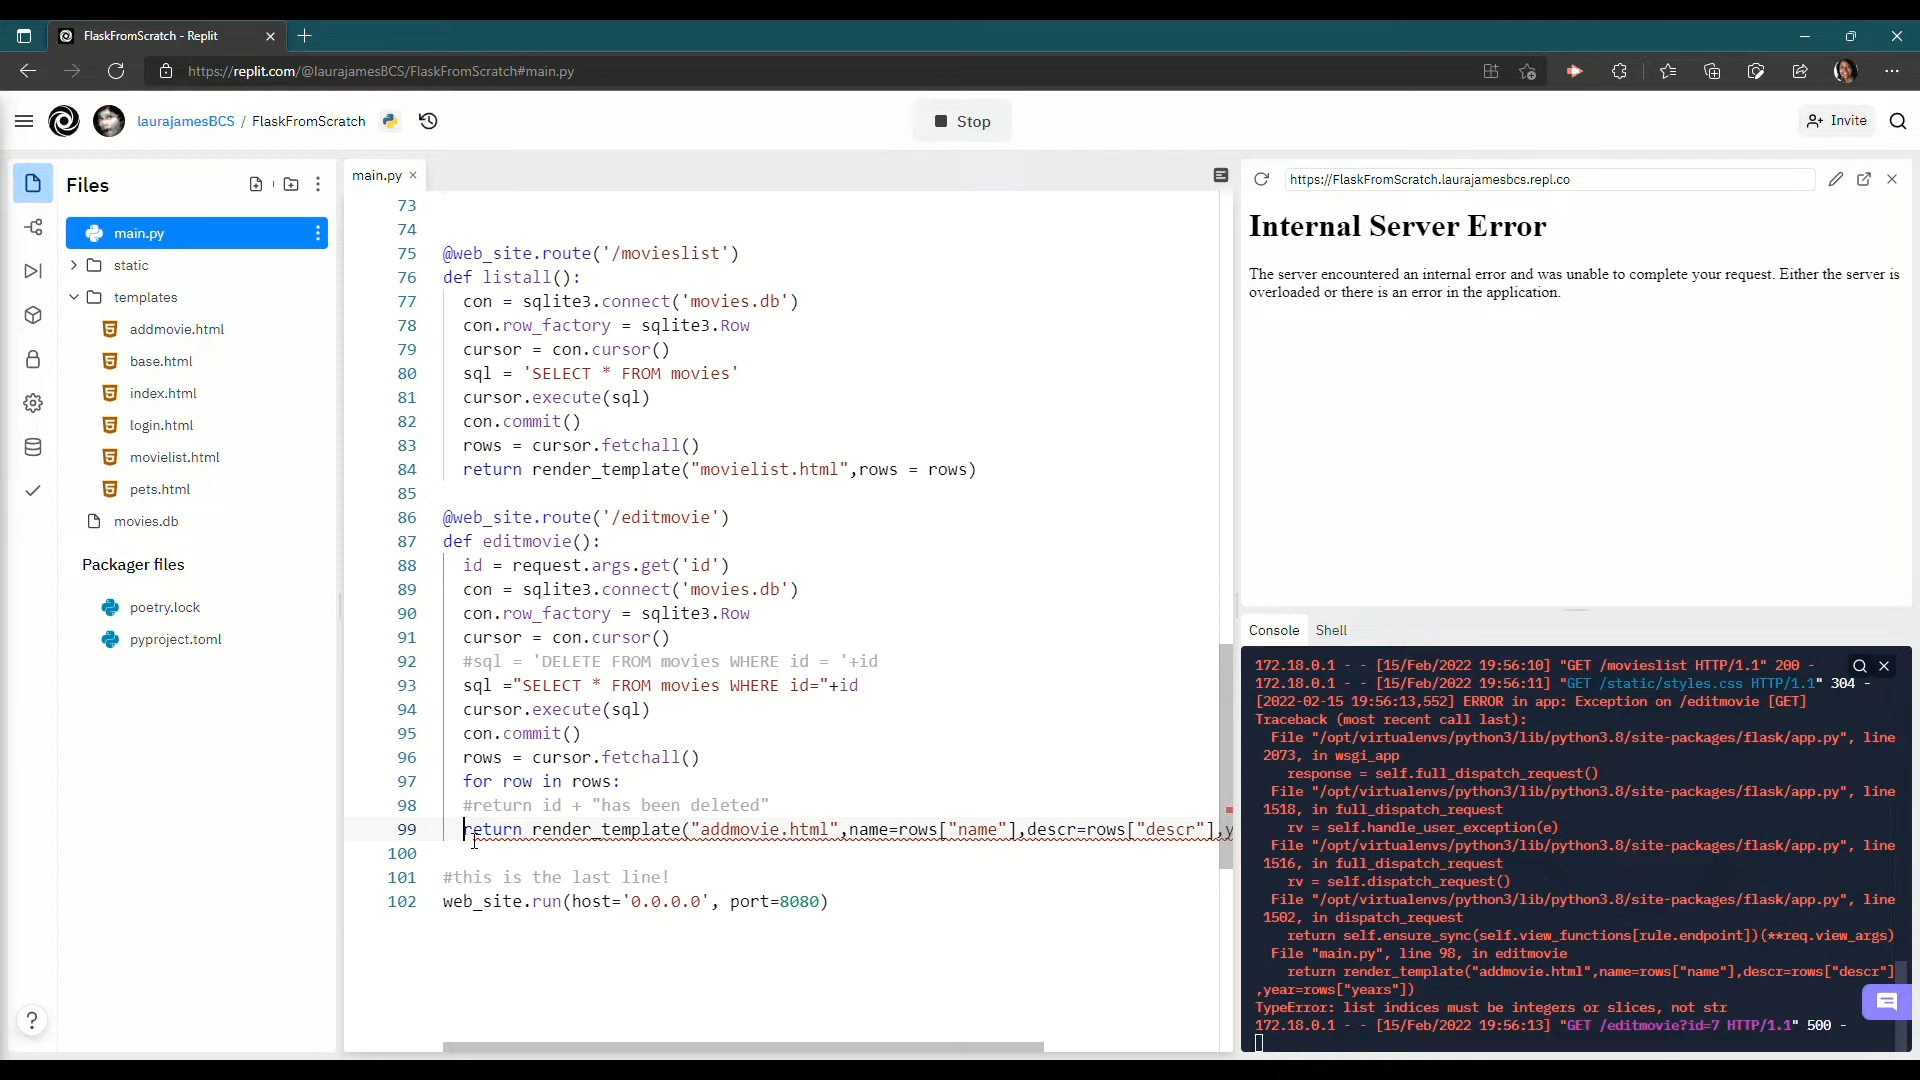 FlaskFromScratch - Replit
https://replit.com/@laurajamesBCS/FlaskFromScratch#main.py
laurajamesBCS / FlaskFromScratch
Stop
Invite
Files
main.py
static
templates
addmovie.html
base.html
index.html
login.html
movielist.html
pets.html
movies.db
Packager files
poetry.lock
pyproject.toml
?
main.py
73
74
75 @web_site.route('/movieslist')
76 def listall():
77 con = sqlite3.connect('movies.db')
78 con.row_factory = sqlite3.Row
79 cursor = con.cursor()
80 sql = 'SELECT * FROM movies'
81 cursor.execute(sql)
82 con.commit()
83 rows = cursor.fetchall()
84 return render_template("movielist.html",rows = rows)
85
86 @web_site.route('/editmovie')
87 def editmovie():
88 id = request.args.get('id')
89 con = sqlite3.connect('movies.db')
90 con.row_factory = sqlite3.Row
91 cursor = con.cursor()
92 #sql = 'DELETE FROM movies WHERE id = '+id
93 sql ="SELECT * FROM movies WHERE id="+id
94 cursor.execute(sql)
95 con.commit()
96 rows = cursor.fetchall()
97 for row in rows:
98 #return id + "has been deleted"
99 return render_template("addmovie.html",name=rows["name"],descr=rows["descr"],y
100
101 #this is the last line!
102 web_site.run(host='0.0.0.0', port=8080)
https://FlaskFromScratch.laurajamesbcs.repl.co
Internal Server Error
The server encountered an internal error and was unable to complete your request. Either the server is
overloaded or there is an error in the application.
Console Shell
172.18.0.1 - - [15/Feb/2022 19:56:10] "GET /movieslist HTTP/1.1" 200 -
172.18.0.1 - - [15/Feb/2022 19:56:11] "GET /static/styles.css HTTP/1.1" 304 -
[2022-02-15 19:56:13,552] ERROR in app: Exception on /editmovie [GET]
Traceback (most recent call last):
File "/opt/virtualenvs/python3/lib/python3.8/site-packages/flask/app.py", line
2073, in wsgi_app
response = self.full_dispatch_request()
File "/opt/virtualenvs/python3/lib/python3.8/site-packages/flask/app.py", line
1518, in full_dispatch_request
rv = self.handle_user_exception(e)
File "/opt/virtualenvs/python3/lib/python3.8/site-packages/flask/app.py", line
1516, in full_dispatch_request
rv = self.dispatch_request()
File "/opt/virtualenvs/python3/lib/python3.8/site-packages/flask/app.py", line
1502, in dispatch_request
return self.ensure_sync(self.view_functions[rule.endpoint])(**req.view_args)
File "main.py", line 98, in editmovie
return render_template("addmovie.html",name=rows["name"],descr=rows["descr"]
,year=rows["years"])
TypeError: list indices must be integers or slices, not str
172.18.0.1 - - [15/Feb/2022 19:56:13] "GET /editmovie?id=7 HTTP/1.1" 500 -